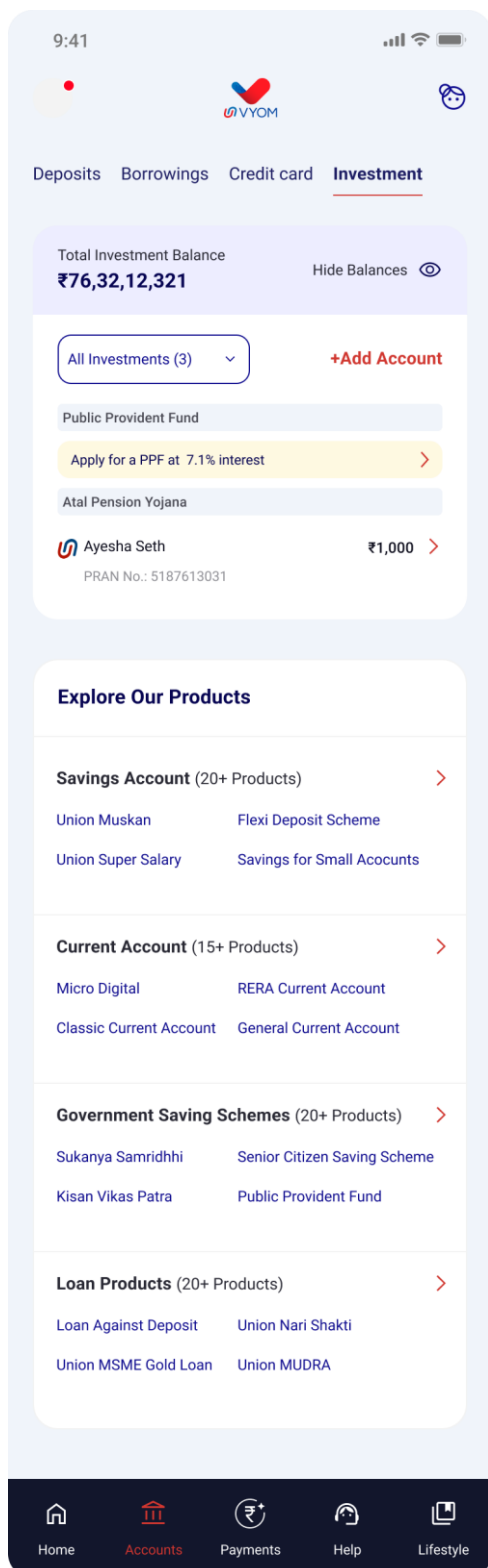 9:41
VYOM
Deposits Borrowings Credit card Investment
Total Investment Balance
₹76,32,12,321
Hide Balances
All Investments (3)
+Add Account
Public Provident Fund
Apply for a PPF at 7.1% interest
Atal Pension Yojana
Ayesha Seth
₹1,000
PRAN No.: 5187613031
Explore Our Products
Savings Account (20+ Products)
Union Muskan Flexi Deposit Scheme
Union Super Salary Savings for Small Acocunts
Current Account (15+ Products)
Micro Digital RERA Current Account
Classic Current Account General Current Account
Government Saving Schemes (20+ Products)
Sukanya Samridhhi Senior Citizen Saving Scheme
Kisan Vikas Patra Public Provident Fund
Loan Products (20+ Products)
Loan Against Deposit Union Nari Shakti
Union MSME Gold Loan Union MUDRA
Home Accounts Payments Help Lifestyle